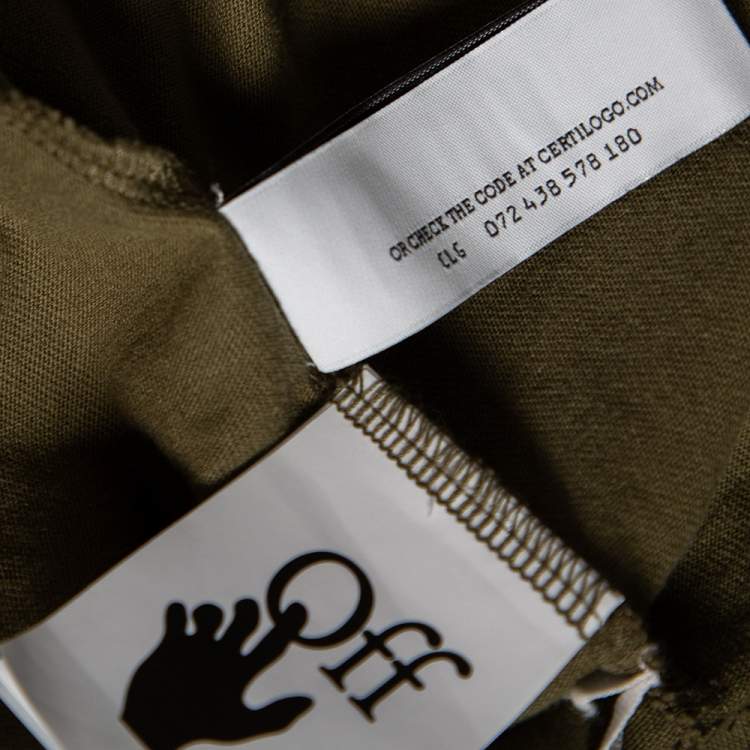 OR CHECK THE CODE AT CERTILOGO.COM
CLG 072 438 578 180
Off